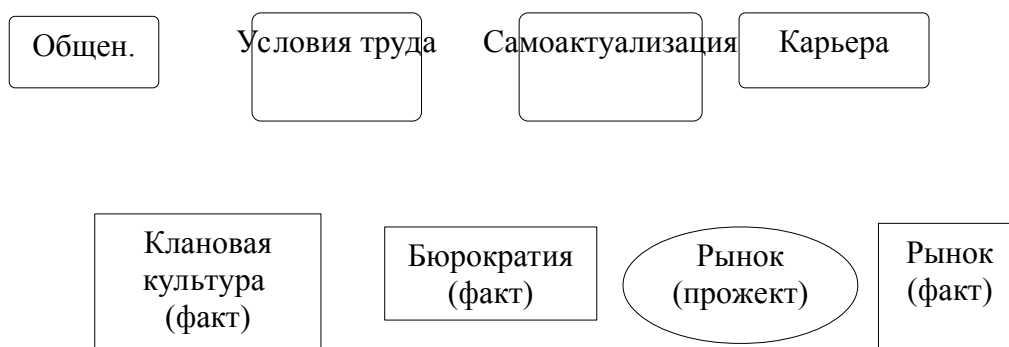 Общен.
Условия труда
Самоактуализация
Карьера
Клановая
культура
(факт)
Бюрократия
(факт)
Рынок
(прожект)
Рынок
(факт)